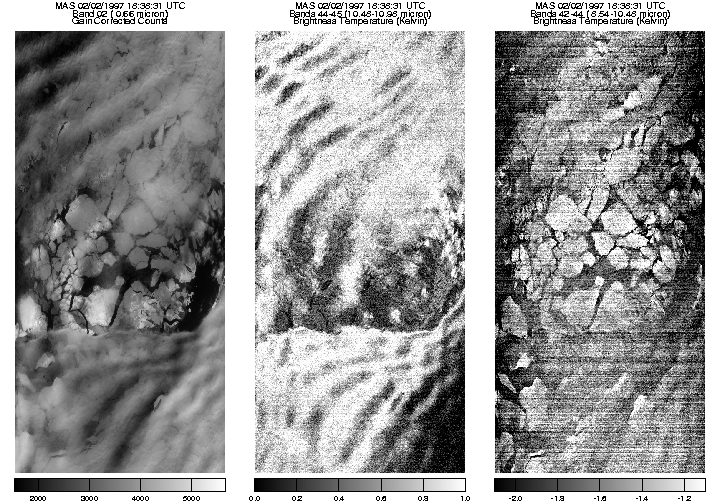 MAS 02/02/1997 16:36:31 UTC
Band 02 ( 0.66 micron)
Gain Corrected Counts
MAS 02/02/1997 16:36:31 UTC
Bands 44-45 (10.48-10.98 micron)
Brightness Temperature (Kelvin)
MAS 02/02/1997 16:36:31 UTC
Bands 42-44 ( 8.54-10.48 micron)
Brightness Temperature (Kelvin)
2000 3000 4000 5000
0.0 0.2 0.4 0.6 0.8 1.0
-2.0 -1.8 -1.6 -1.4 -1.2